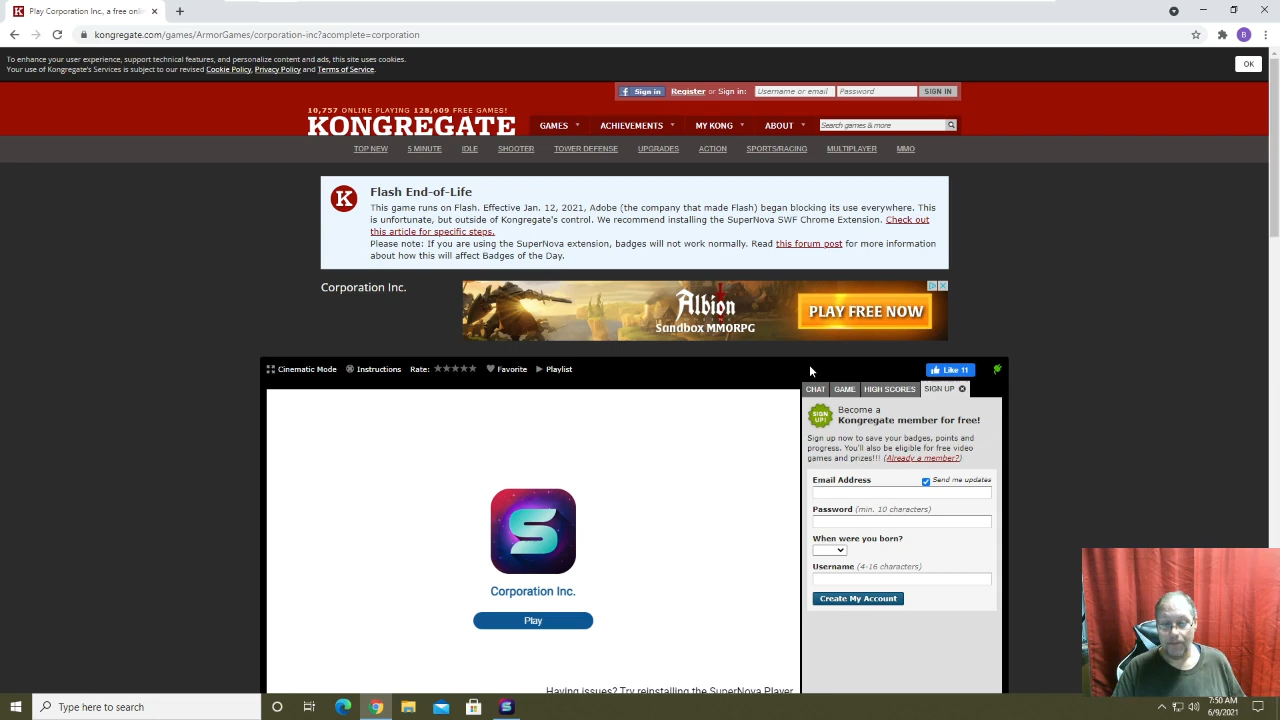 Play Corporation Inc., a free onlin
kongregate.com/games/ArmorGames/corporation-inc?acomplete=corporation
B
To enhance your user experience, support technical features, and personalize content and ads, this site uses cookies.
Your use of Kongregate's Services is subject to our revised Cookie Policy, Privacy Policy and Terms of Service.
OK
f Sign in Register or Sign in: Username or email Password SIGN IN
10,757 ONLINE PLAYING 128,609 FREE GAMES!
KONGREGATE
GAMES ACHIEVEMENTS MY KONG ABOUT Search games & more
TOP NEW 5 MINUTE IDLE SHOOTER TOWER DEFENSE UPGRADES ACTION SPORTS/RACING MULTIPLAYER MMO
K
Flash End-of-Life
This game runs on Flash. Effective Jan. 12, 2021, Adobe (the company that made Flash) began blocking its use everywhere. This
is unfortunate, but outside of Kongregate's control. We recommend installing the SuperNova SWF Chrome Extension. Check out
this article for specific steps.
Please note: If you are using the SuperNova extension, badges will not work normally. Read this forum post for more information
about how this will affect Badges of the Day.
Corporation Inc.
Albion
ONLINE
Sandbox MMORPG
PLAY FREE NOW
Cinematic Mode Instructions Rate: Favorite Playlist
Like 11
CHAT GAME HIGH SCORES SIGN UP
SIGN UP!
Become a
Kongregate member for free!
Sign up now to save your badges, points and
progress. You'll also be eligible for free video
games and prizes!!! (Already a member?)
Email Address Send me updates
Password (min. 10 characters)
When were you born?
Username (4-16 characters)
Create My Account
S
Corporation Inc.
Play
Having issues? Try reinstalling the SuperNova Player
Type here to search
7:50 AM
6/9/2021